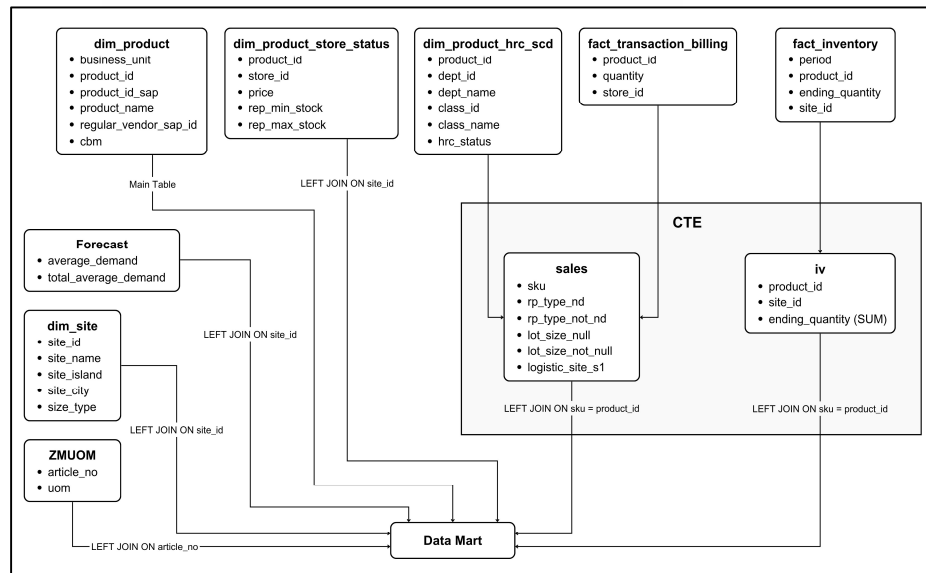 dim_product
business_unit
product_id
product_id_sap
product_name
regular_vendor_sap_id
cbm
dim_product_store_status
product_id
store_id
price
rep_min_stock
rep_max_stock
dim_product_hrc_scd
product_id
dept_id
dept_name
class_id
class_name
hrc_status
fact_transaction_billing
product_id
quantity
store_id
fact_inventory
period
product_id
ending_quantity
site_id
Main Table
LEFT JOIN ON site_id
CTE
Forecast
average_demand
total_average_demand
sales
sku
rp_type_nd
rp_type_not_nd
lot_size_null
lot_size_not_null
logistic_site_s1
iv
product_id
site_id
ending_quantity (SUM)
dim_site
site_id
site_name
site_island
site_city
size_type
LEFT JOIN ON site_id
LEFT JOIN ON sku = product_id
LEFT JOIN ON sku = product_id
LEFT JOIN ON site_id
ZMUOM
article_no
uom
Data Mart
LEFT JOIN ON article_no